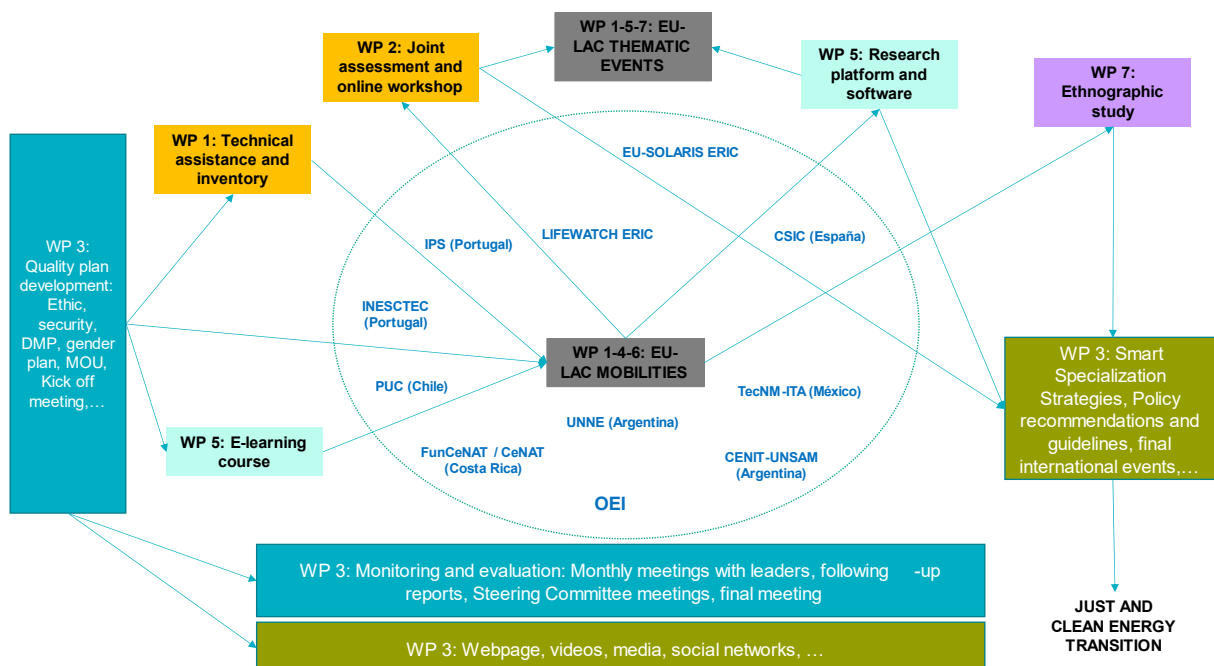 WP 1-5-7: EU-
LAC THEMATIC
EVENTS
WP 2: Joint
assessment and
online workshop
WP 5: Research
platform and
software
WP 7:
Ethnographic
study
WP 1: Technical
assistance and
inventory
EU-SOLARIS ERIC
WP 3:
Quality plan
development:
Ethic,
security,
DMP, gender
plan, MOU,
Kick off
meeting,…
IPS (Portugal)
LIFEWATCH ERIC
CSIC (España)
INESCTEC
(Portugal)
WP 1-4-6: EU-
LAC MOBILITIES
PUC (Chile)
TecNM-ITA (México)
UNNE (Argentina)
WP 3: Smart
Specialization
Strategies, Policy
recommendations and
guidelines, final
international events,…
WP 5: E-learning
course
FunCeNAT / CeNAT
(Costa Rica)
CENIT-UNSAM
(Argentina)
OEI
WP 3: Monitoring and evaluation: Monthly meetings with leaders, following -up
reports, Steering Committee meetings, final meeting
WP 3: Webpage, videos, media, social networks, …
JUST AND
CLEAN ENERGY
TRANSITION